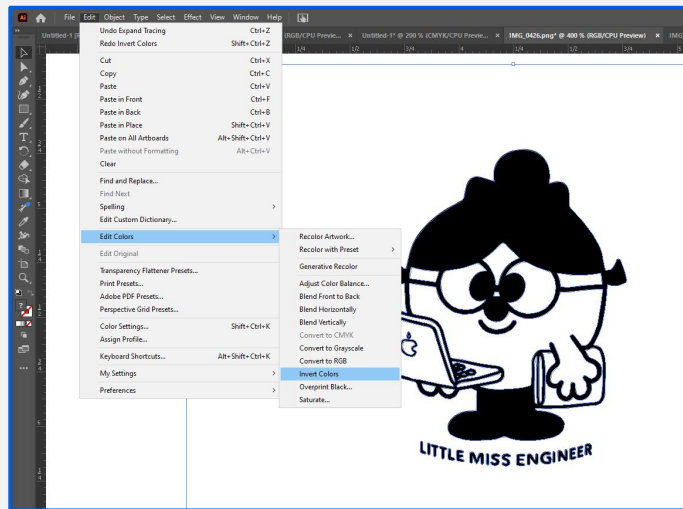 Ai File Edit Object Type Select Effect View Window Help
Untitled-1 [R
(RGB/CPU Previe... × Untitled-1* @ 200 % (CMYK/CPU Previe... × IMG_0426.png* @ 400 % (RGB/CPU Preview) × IMG
Undo Expand Tracing Ctrl+Z
Redo Invert Colors Shift+Ctrl+Z
Cut Ctrl+X
Copy Ctrl+C
Paste Ctrl+V
Paste in Front Ctrl+F
Paste in Back Ctrl+B
Paste in Place Shift+Ctrl+V
Paste on All Artboards Alt+Shift+Ctrl+V
Paste without Formatting Alt+Ctrl+V
Clear
Find and Replace...
Find Next
Spelling >
Edit Custom Dictionary...
Edit Colors >
Edit Original
Transparency Flattener Presets...
Print Presets...
Adobe PDF Presets...
Perspective Grid Presets...
Color Settings... Shift+Ctrl+K
Assign Profile...
Keyboard Shortcuts... Alt+Shift+Ctrl+K
My Settings >
Preferences >
Recolor Artwork...
Recolor with Preset >
Generative Recolor
Adjust Color Balance...
Blend Front to Back
Blend Horizontally
Blend Vertically
Convert to CMYK
Convert to Grayscale
Convert to RGB
Invert Colors
Overprint Black...
Saturate...
LITTLE MISS ENGINEER